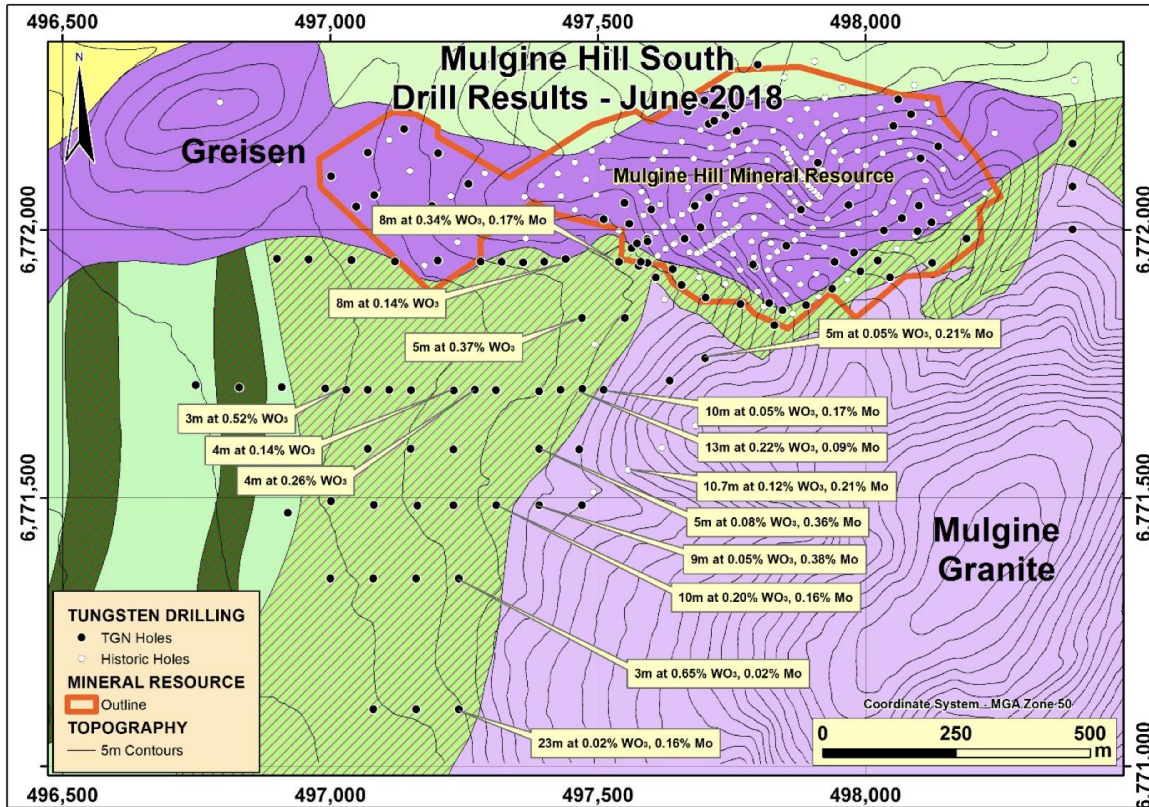 496,500
497,000
497,500
498,000
Mulgine Hill South
Drill Results - June 2018
N
Greisen
Mulgine Hill Mineral Resource
6,772,000
6,772,000
8m at 0.34% WO₃, 0.17% Mo
8m at 0.14% WO₃
5m at 0.37% WO₃
5m at 0.05% WO₃, 0.21% Mo
3m at 0.52% WO₃
10m at 0.05% WO₃, 0.17% Mo
4m at 0.14% WO₃
13m at 0.22% WO₃, 0.09% Mo
4m at 0.26% WO₃
10.7m at 0.12% WO₃, 0.21% Mo
6,771,500
6,771,500
5m at 0.08% WO₃, 0.36% Mo
9m at 0.05% WO₃, 0.38% Mo
Mulgine
Granite
10m at 0.20% WO₃, 0.16% Mo
3m at 0.65% WO₃, 0.02% Mo
23m at 0.02% WO₃, 0.16% Mo
TUNGSTEN DRILLING
TGN Holes
Historic Holes
MINERAL RESOURCE
Outline
TOPOGRAPHY
5m Contours
Coordinate System - MGA Zone 50
0
250
500
m
6,771,000
496,500
497,000
497,500
498,000